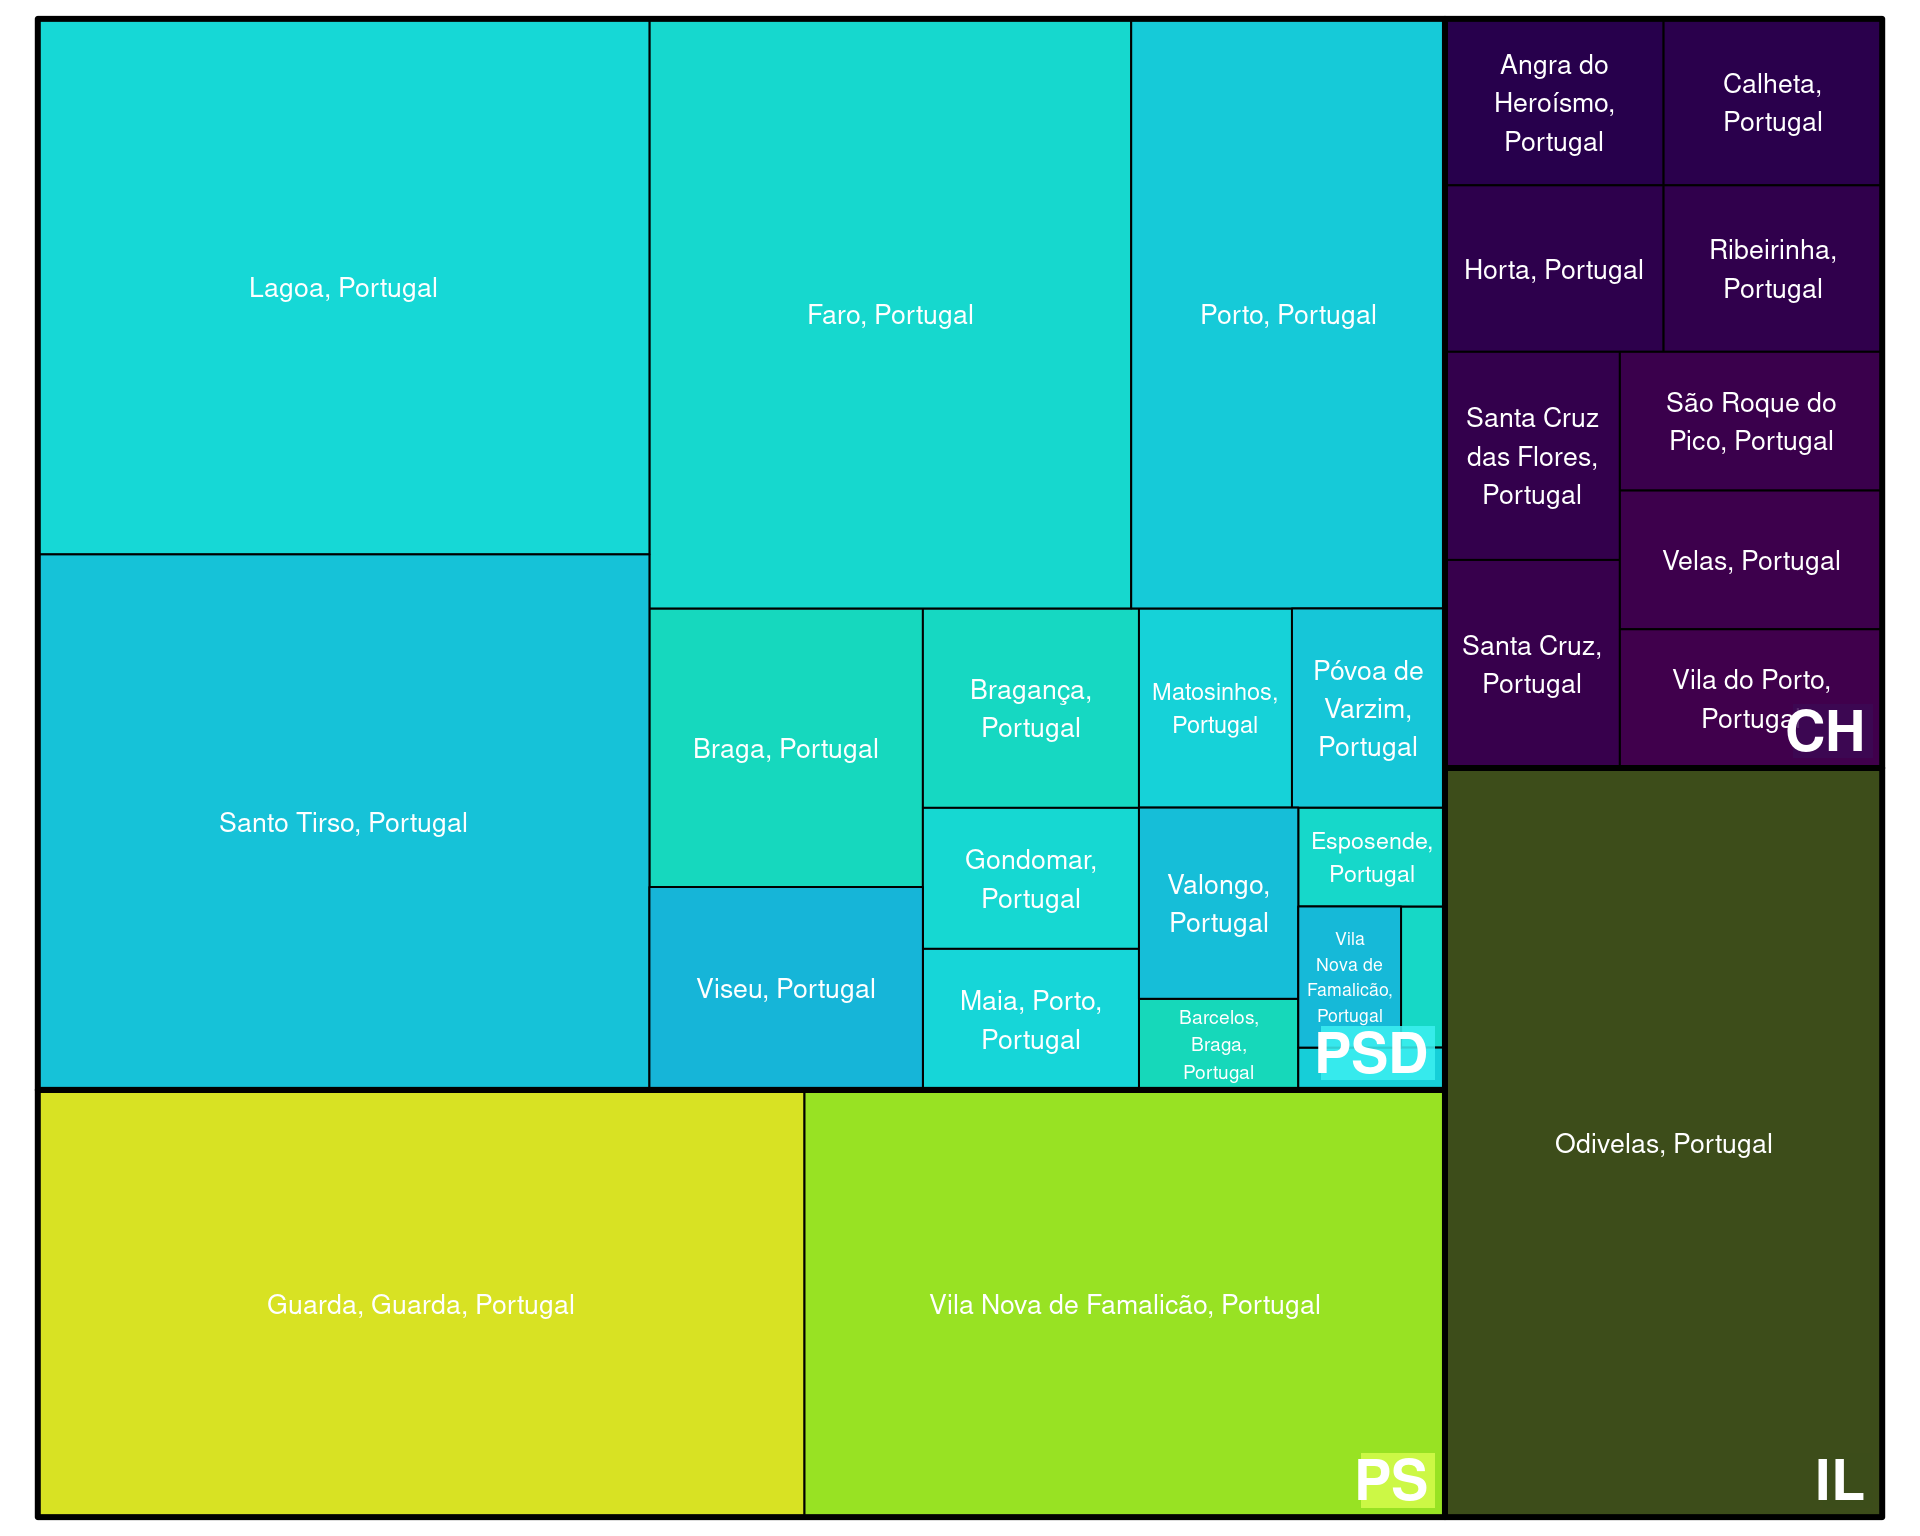 Lagoa, Portugal
Faro, Portugal
Porto, Portugal
Santo Tirso, Portugal
Braga, Portugal
Bragança,
Portugal
Matosinhos,
Portugal
Póvoa de
Varzim,
Portugal
Gondomar,
Portugal
Valongo,
Portugal
Esposende,
Portugal
Viseu, Portugal
Maia, Porto,
Portugal
Barcelos,
Braga,
Portugal
Vila
Nova de
Famalicão,
Portugal
PSD
Angra do
Heroísmo,
Portugal
Calheta,
Portugal
Horta, Portugal
Ribeirinha,
Portugal
Santa Cruz
das Flores,
Portugal
São Roque do
Pico, Portugal
Velas, Portugal
Santa Cruz,
Portugal
Vila do Porto,
Portugal
CH
Guarda, Guarda, Portugal
Vila Nova de Famalicão, Portugal
PS
Odivelas, Portugal
IL